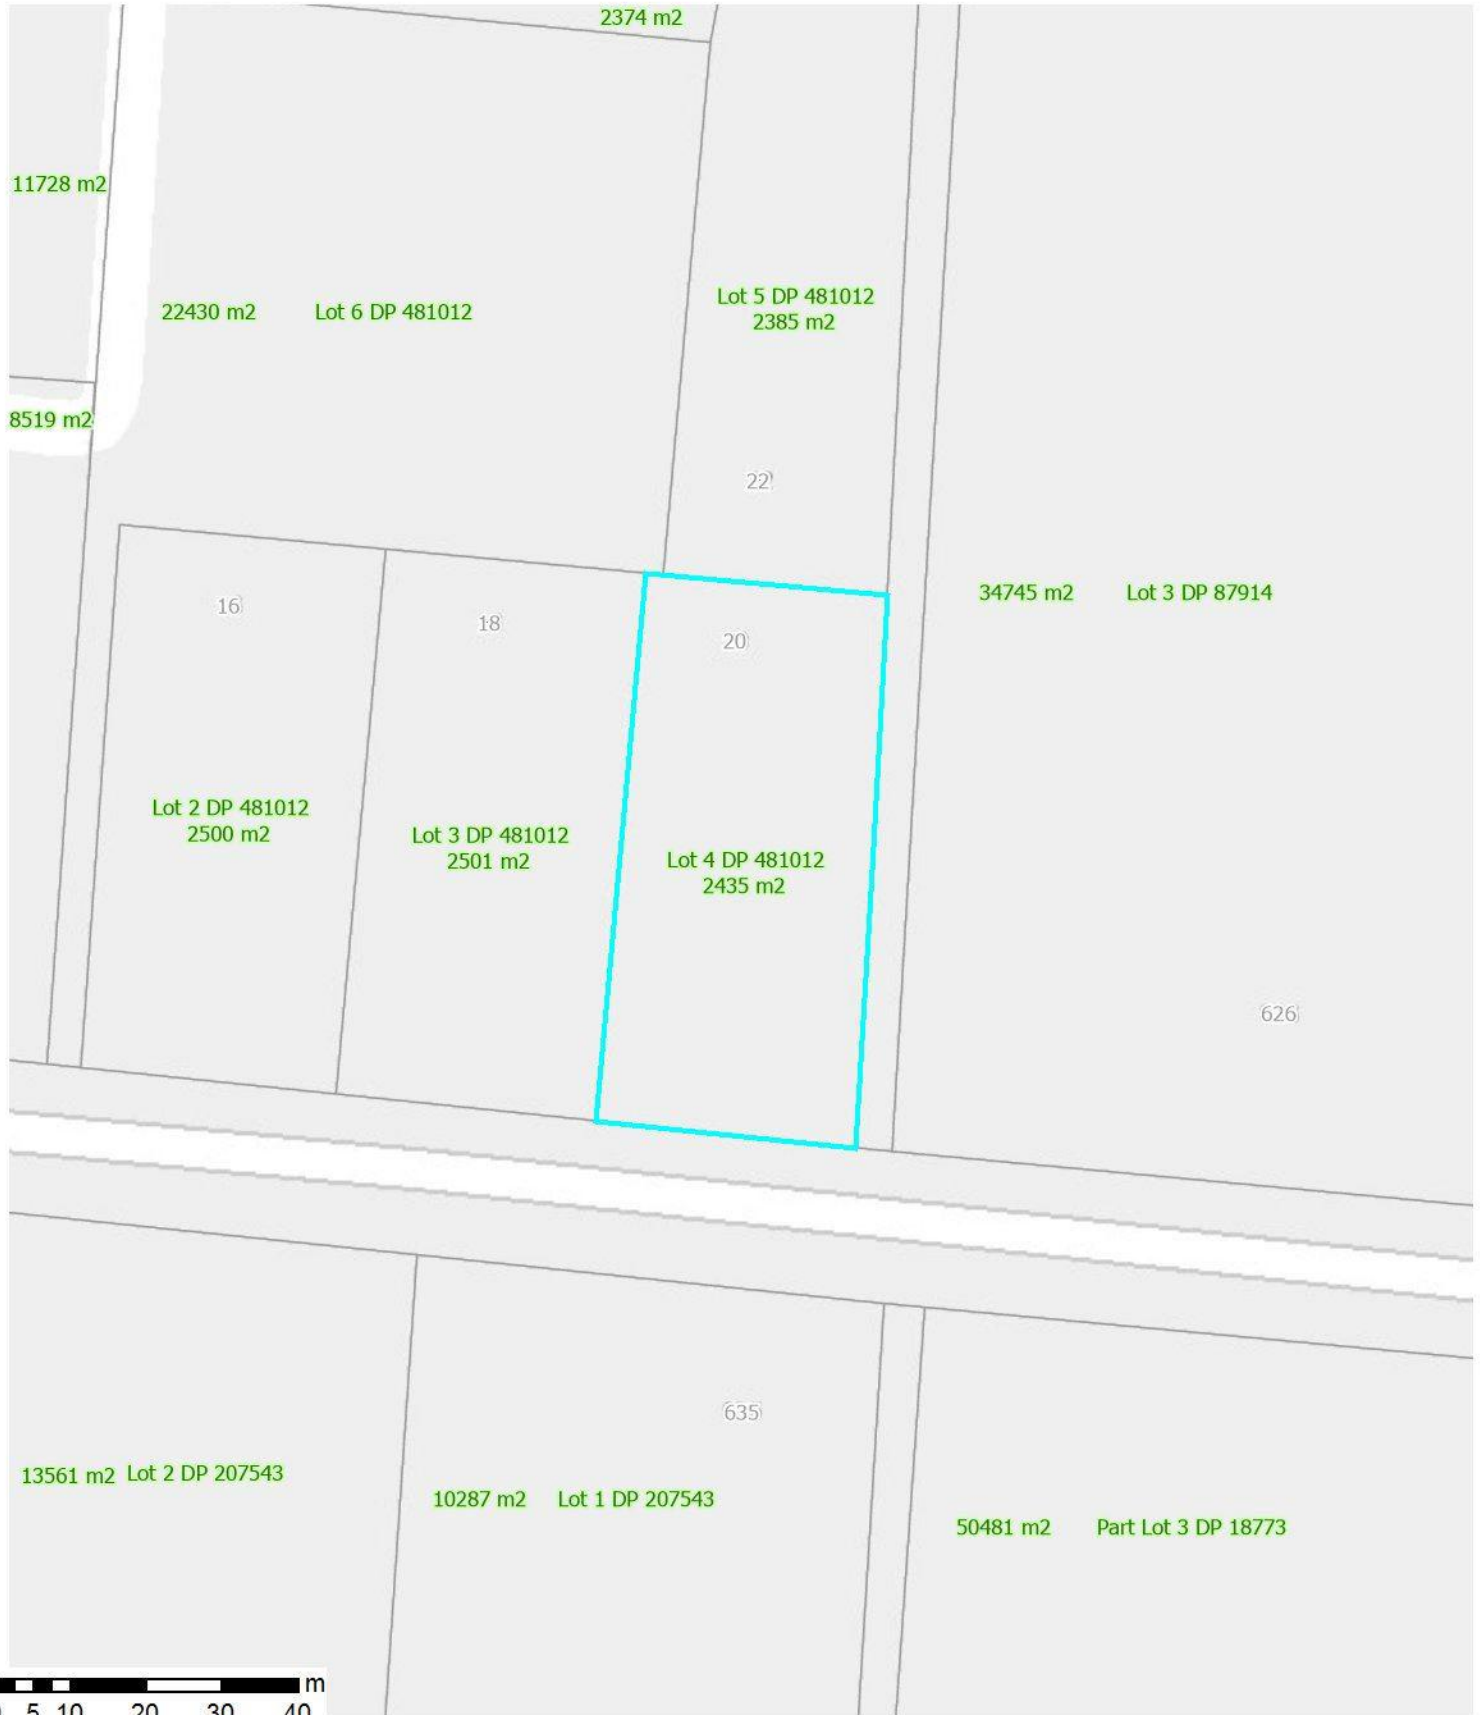 2374 m2
11728 m2
Lot 5 DP 481012
2385 m2
22430 m2 Lot 6 DP 481012
8519 m2
22
34745 m2 Lot 3 DP 87914
16
18
20
Lot 2 DP 481012
2500 m2
Lot 3 DP 481012
2501 m2
Lot 4 DP 481012
2435 m2
626
635
13561 m2 Lot 2 DP 207543
10287 m2 Lot 1 DP 207543
50481 m2 Part Lot 3 DP 18773
m
5 10 20 30 40